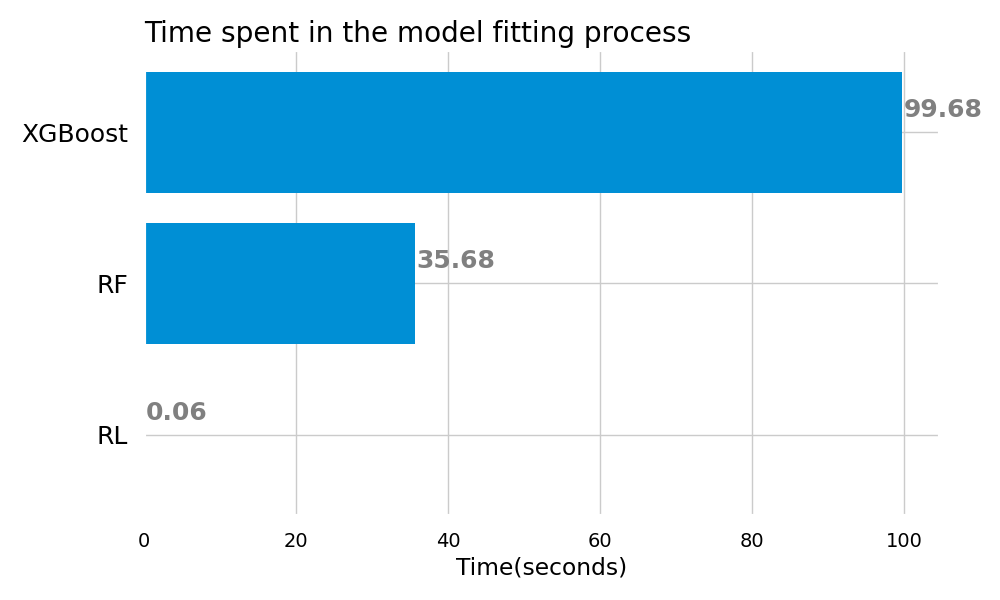 Time spent in the model fitting process
XGBoost
99.68
RF
35.68
RL
0.06
0 20 40 60 80 100
Time(seconds)